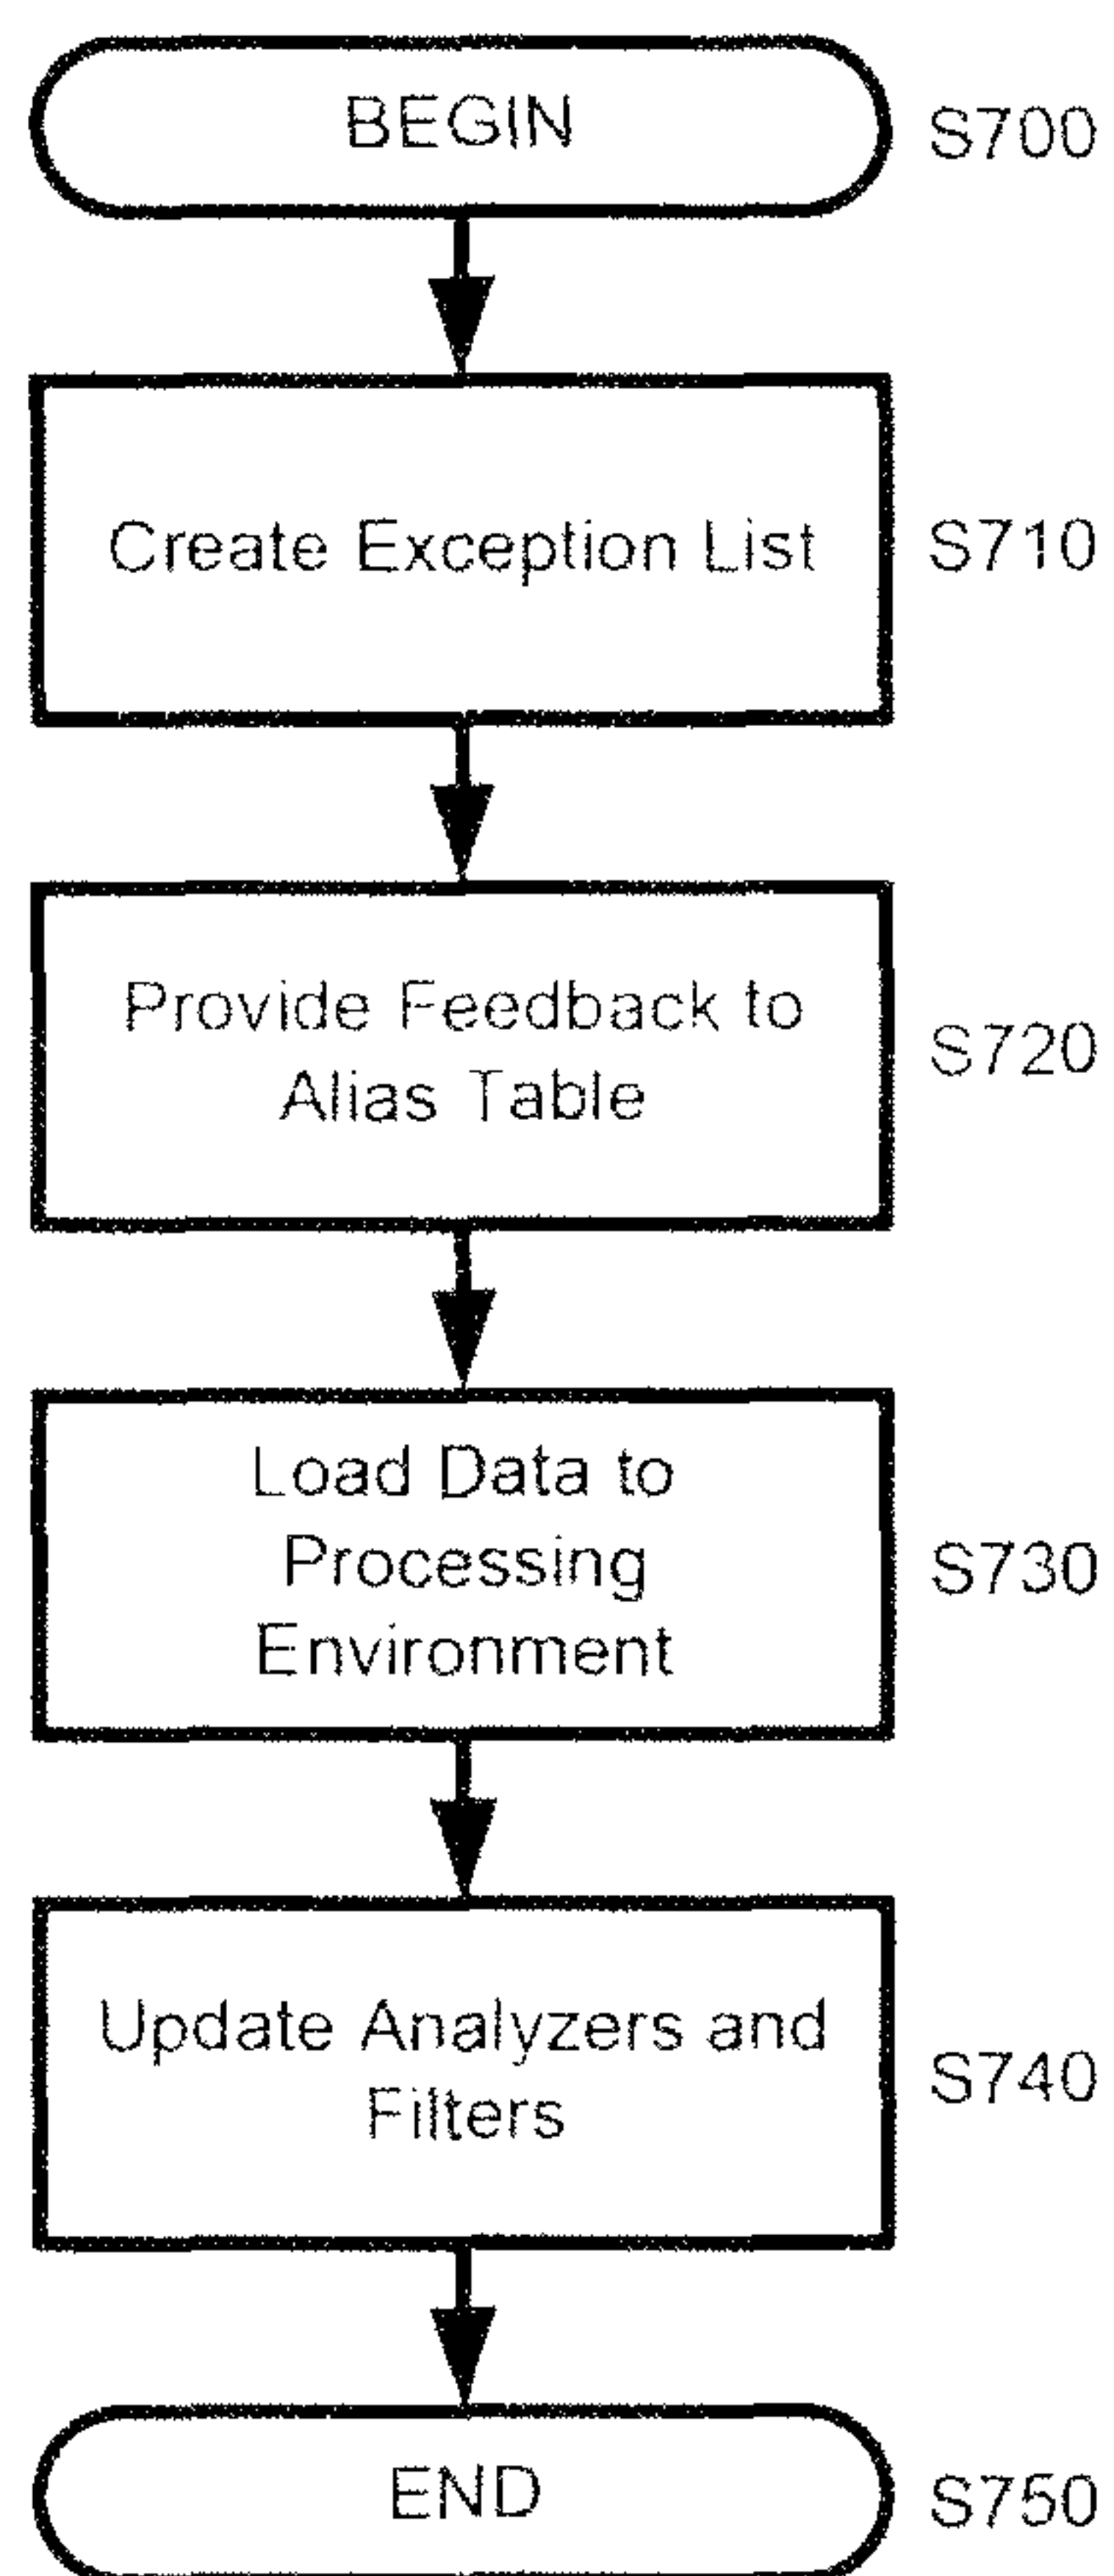 BEGIN
S700
Create Exception List
S710
Provide Feedback to
Alias Table
S720
Load Data to
Processing
Environment
S730
Update Analyzers and
Filters
S740
END
S750